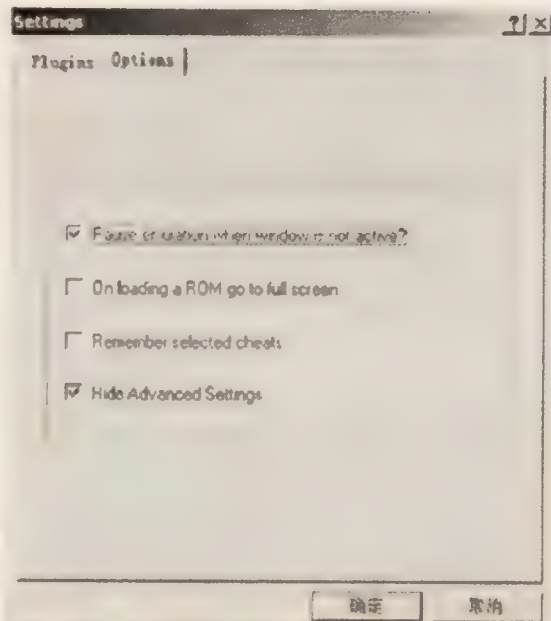 Settings
Plugins Options
Pause emulation when window is not active?
On loading a ROM go to full screen
Remember selected cheats
Hide Advanced Settings
确定 取消